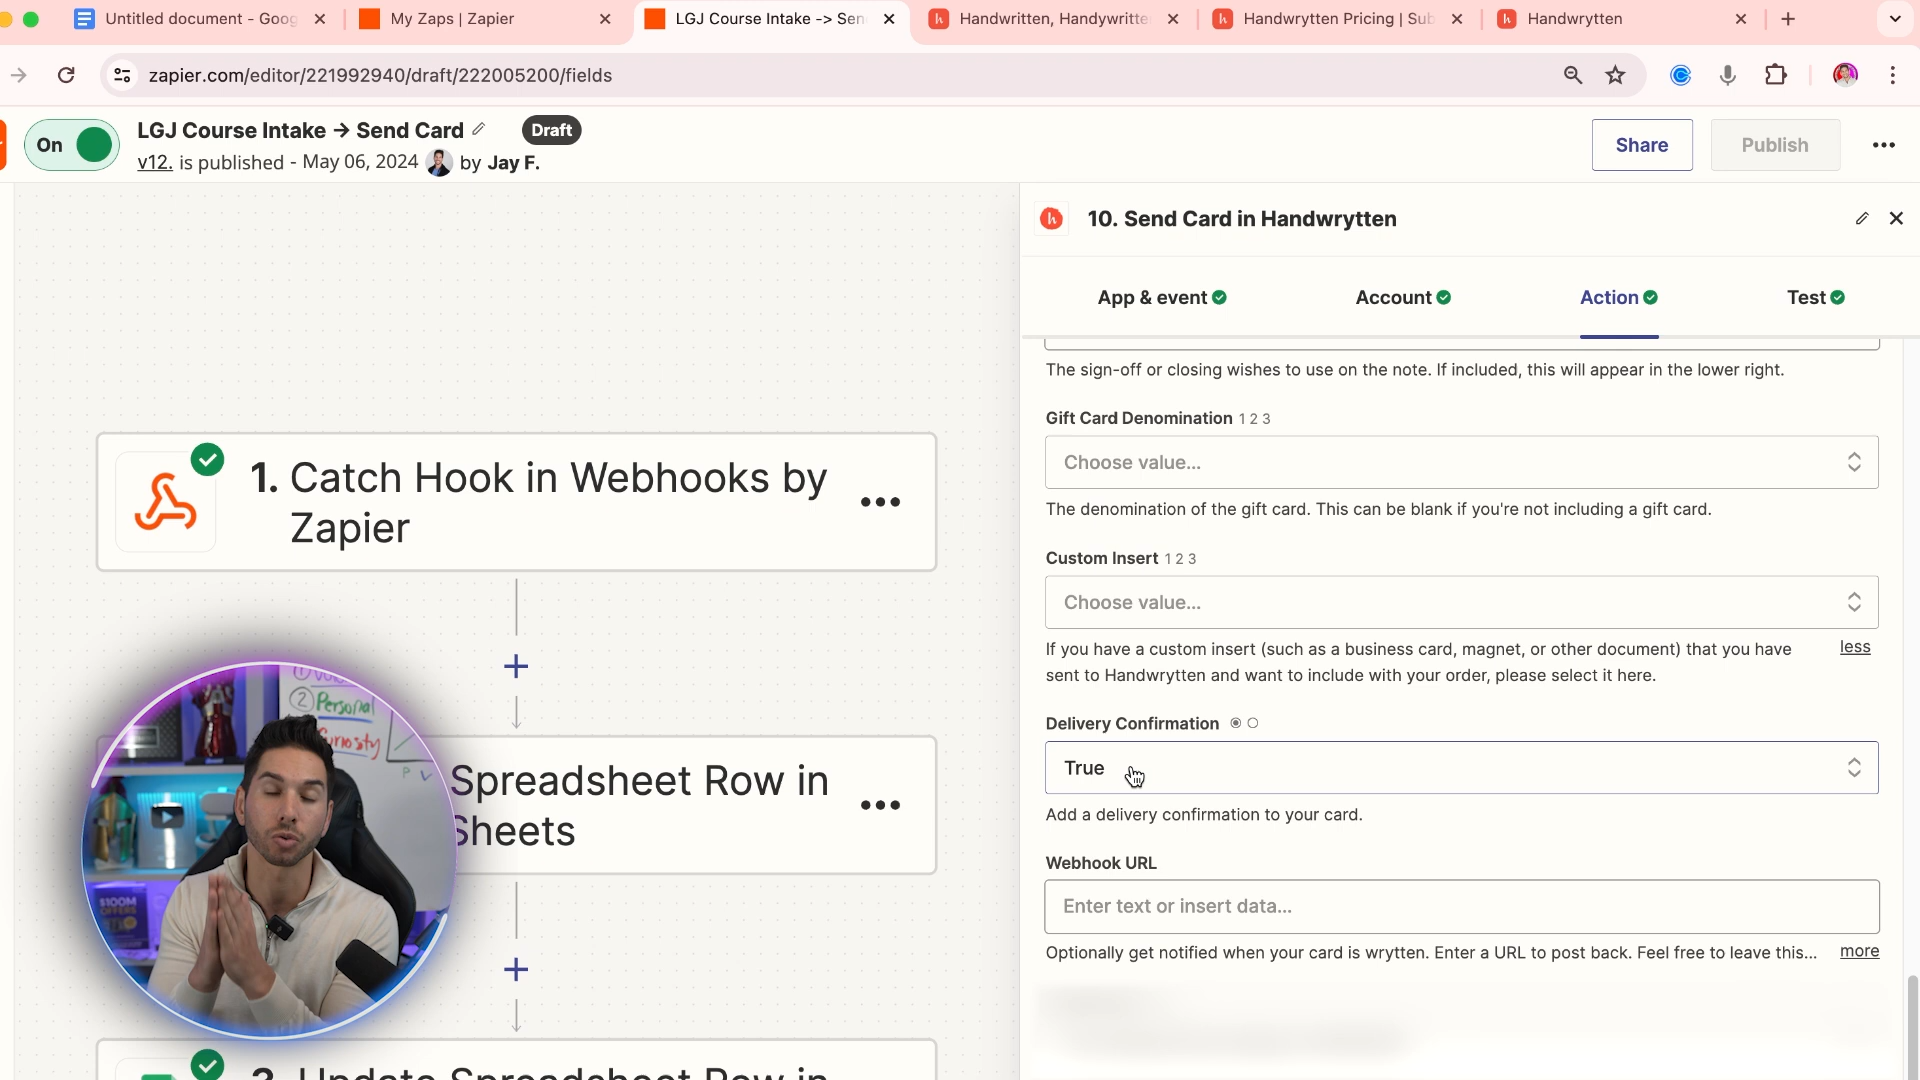 Untitled document - Goog
My Zaps | Zapier
LGJ Course Intake -> Sen
Handwritten, Handywritte
Handwrytten Pricing | Sub
Handwrytten
zapier.com/editor/221992940/draft/222005200/fields
On
LGJ Course Intake → Send Card
Draft
v12. is published - May 06, 2024 by Jay F.
Share
Publish
10. Send Card in Handwrytten
App & event
Account
Action
Test
The sign-off or closing wishes to use on the note. If included, this will appear in the lower right.
Gift Card Denomination 1 2 3
Choose value...
The denomination of the gift card. This can be blank if you're not including a gift card.
Custom Insert 1 2 3
Choose value...
If you have a custom insert (such as a business card, magnet, or other document) that you have less
sent to Handwrytten and want to include with your order, please select it here.
Delivery Confirmation
True
Add a delivery confirmation to your card.
Webhook URL
Enter text or insert data...
Optionally get notified when your card is wrytten. Enter a URL to post back. Feel free to leave this... more
1. Catch Hook in Webhooks by
Zapier
Spreadsheet Row in
Sheets
② Personal
$100M
OFFERS
P
Update Spreadsheet Row in